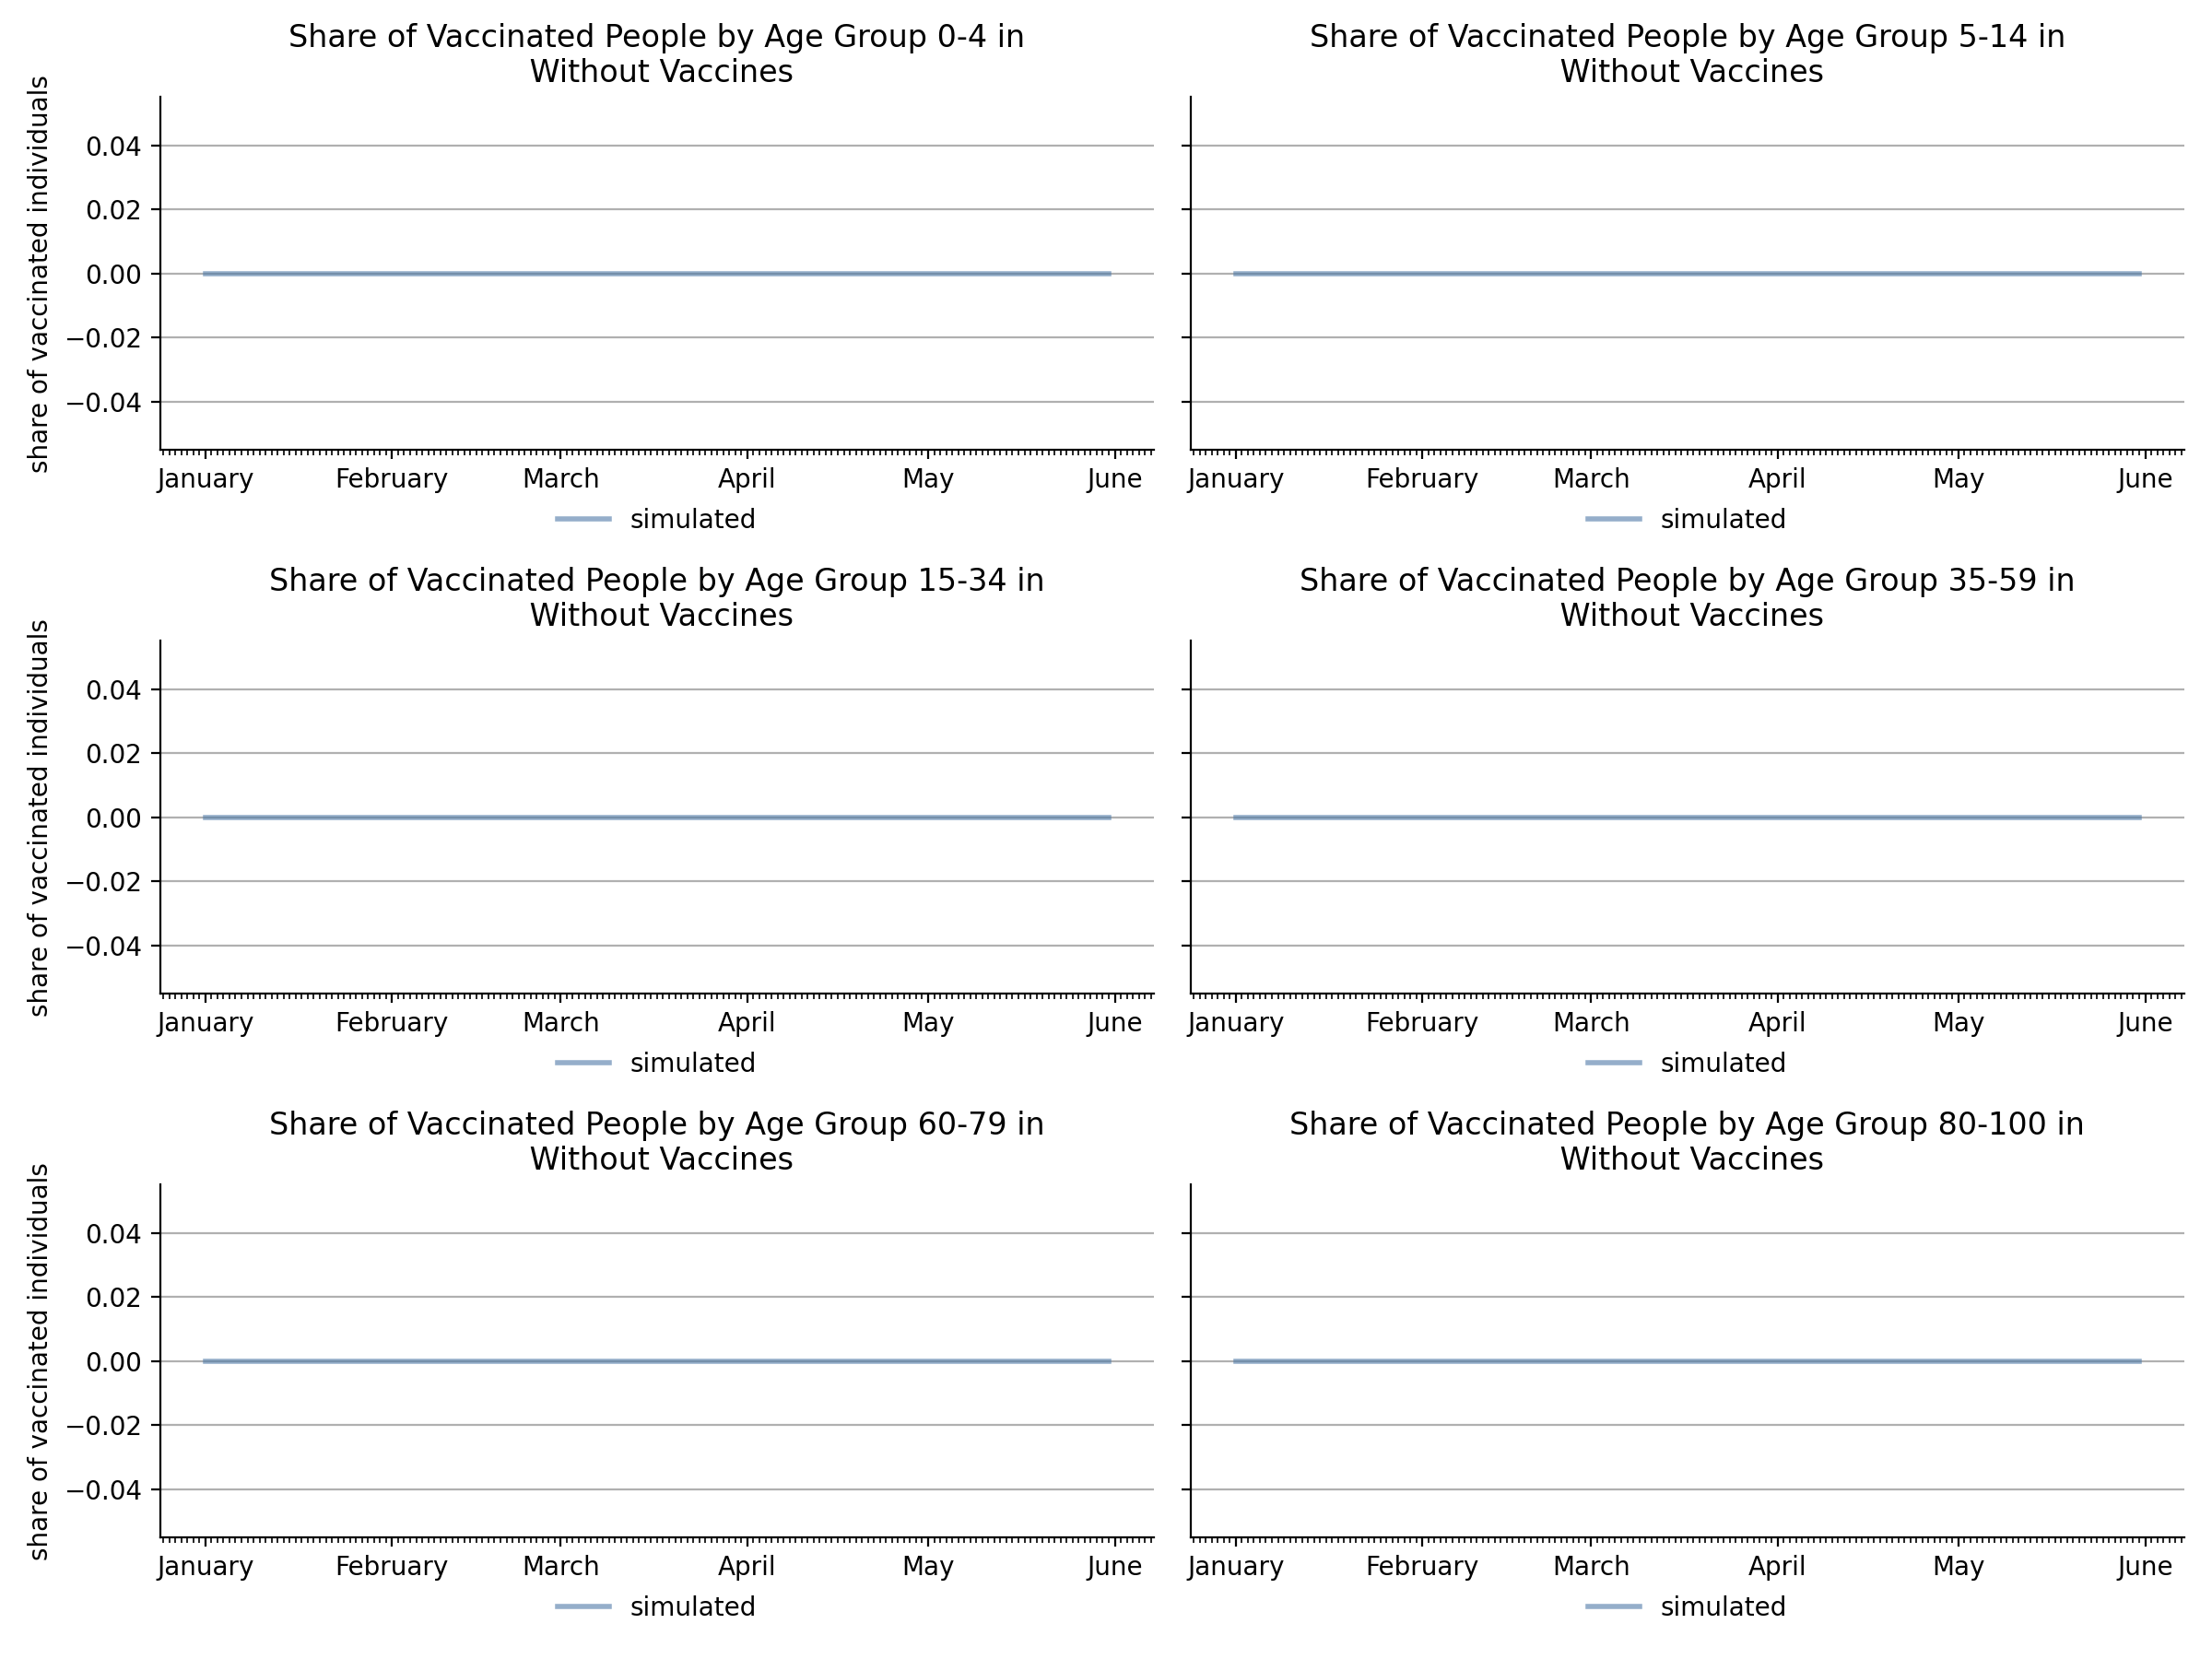 Share of Vaccinated People by Age Group 0-4 in
Without Vaccines
share of vaccinated individuals
0.04
0.02
0.00
−0.02
−0.04
January February March April May June
simulated
Share of Vaccinated People by Age Group 5-14 in
Without Vaccines
January February March April May June
simulated
Share of Vaccinated People by Age Group 15-34 in
Without Vaccines
share of vaccinated individuals
0.04
0.02
0.00
−0.02
−0.04
January February March April May June
simulated
Share of Vaccinated People by Age Group 35-59 in
Without Vaccines
January February March April May June
simulated
Share of Vaccinated People by Age Group 60-79 in
Without Vaccines
share of vaccinated individuals
0.04
0.02
0.00
−0.02
−0.04
January February March April May June
simulated
Share of Vaccinated People by Age Group 80-100 in
Without Vaccines
January February March April May June
simulated